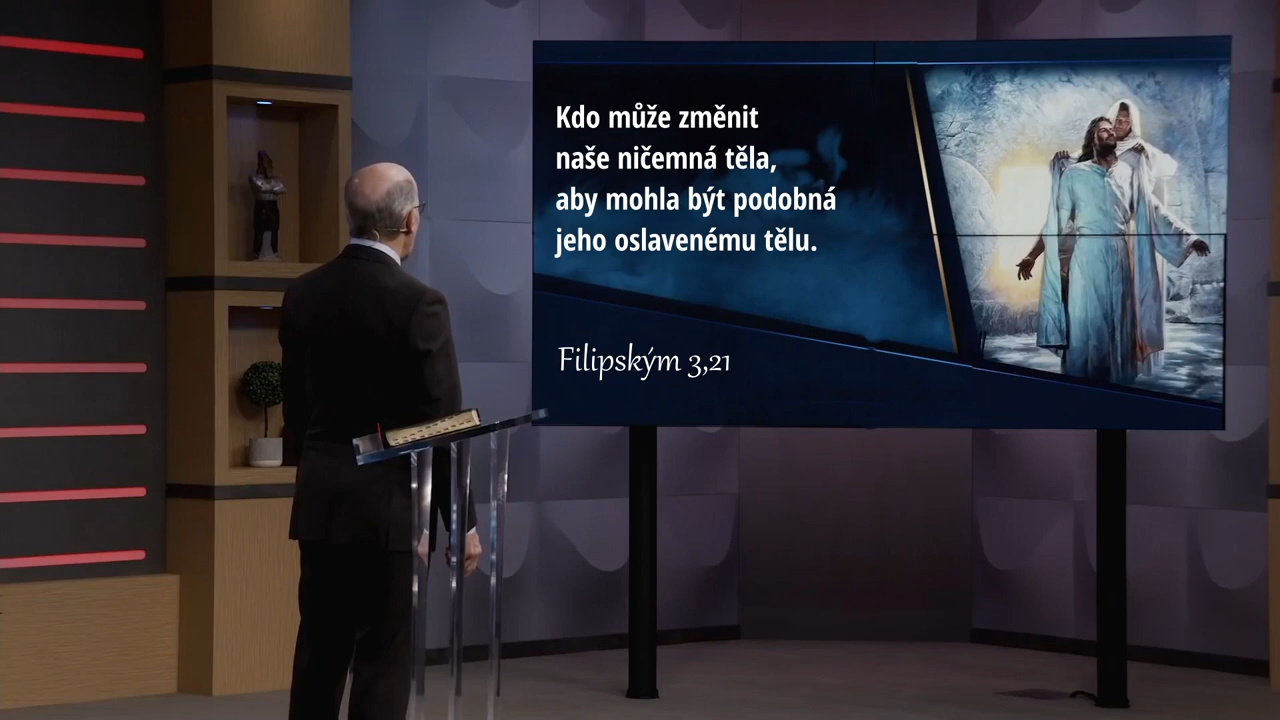 Kdo může změnit
naše ničemná těla,
aby mohla být podobná
jeho oslavenému tělu.
Filipským 3,21